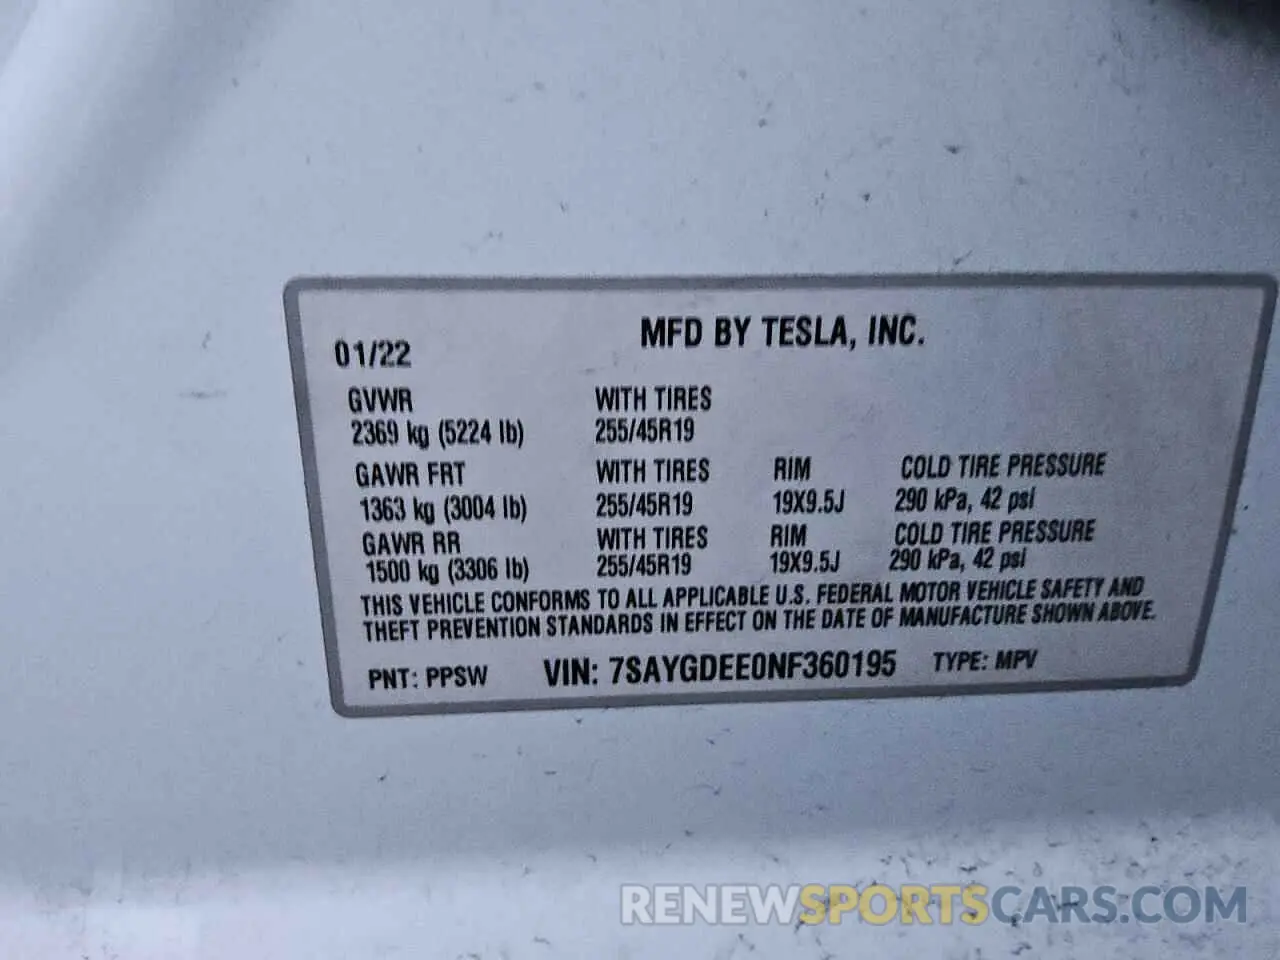 MFD BY TESLA, INC.
01/22
GVWR WITH TIRES
2369 kg (5224 lb) 255/45R19
GAWR FRT WITH TIRES RIM COLD TIRE PRESSURE
1363 kg (3004 lb) 255/45R19 19X9.5J 290 kPa, 42 psi
GAWR RR WITH TIRES RIM COLD TIRE PRESSURE
1500 kg (3306 lb) 255/45R19 19X9.5J 290 kPa, 42 psi
THIS VEHICLE CONFORMS TO ALL APPLICABLE U.S. FEDERAL MOTOR VEHICLE SAFETY AND
THEFT PREVENTION STANDARDS IN EFFECT ON THE DATE OF MANUFACTURE SHOWN ABOVE.
PNT: PPSW VIN: 7SAYGDEE0NF360195 TYPE: MPV
RENEWSPORTSCARS.COM